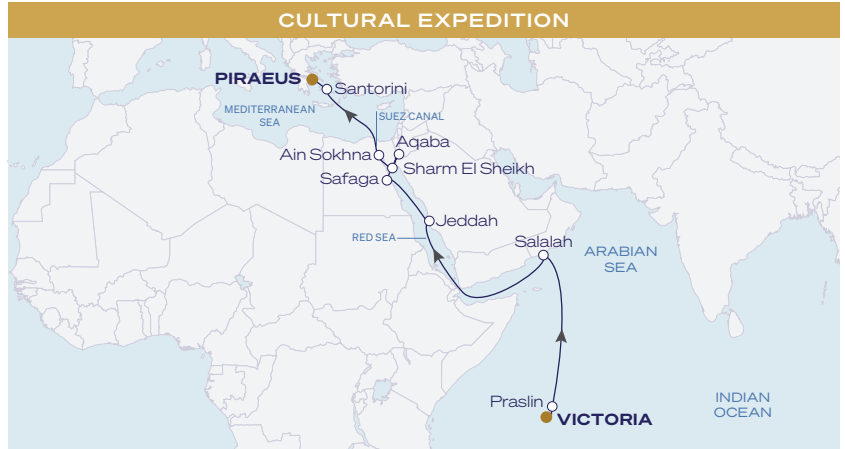 CULTURAL EXPEDITION
PIRAEUS
Santorini
MEDITERRANEAN
SEA
SUEZ CANAL
Aqaba
Ain Sokhna
Sharm El Sheikh
Safaga
Jeddah
RED SEA
Salalah
ARABIAN
SEA
Praslin
VICTORIA
INDIAN
OCEAN